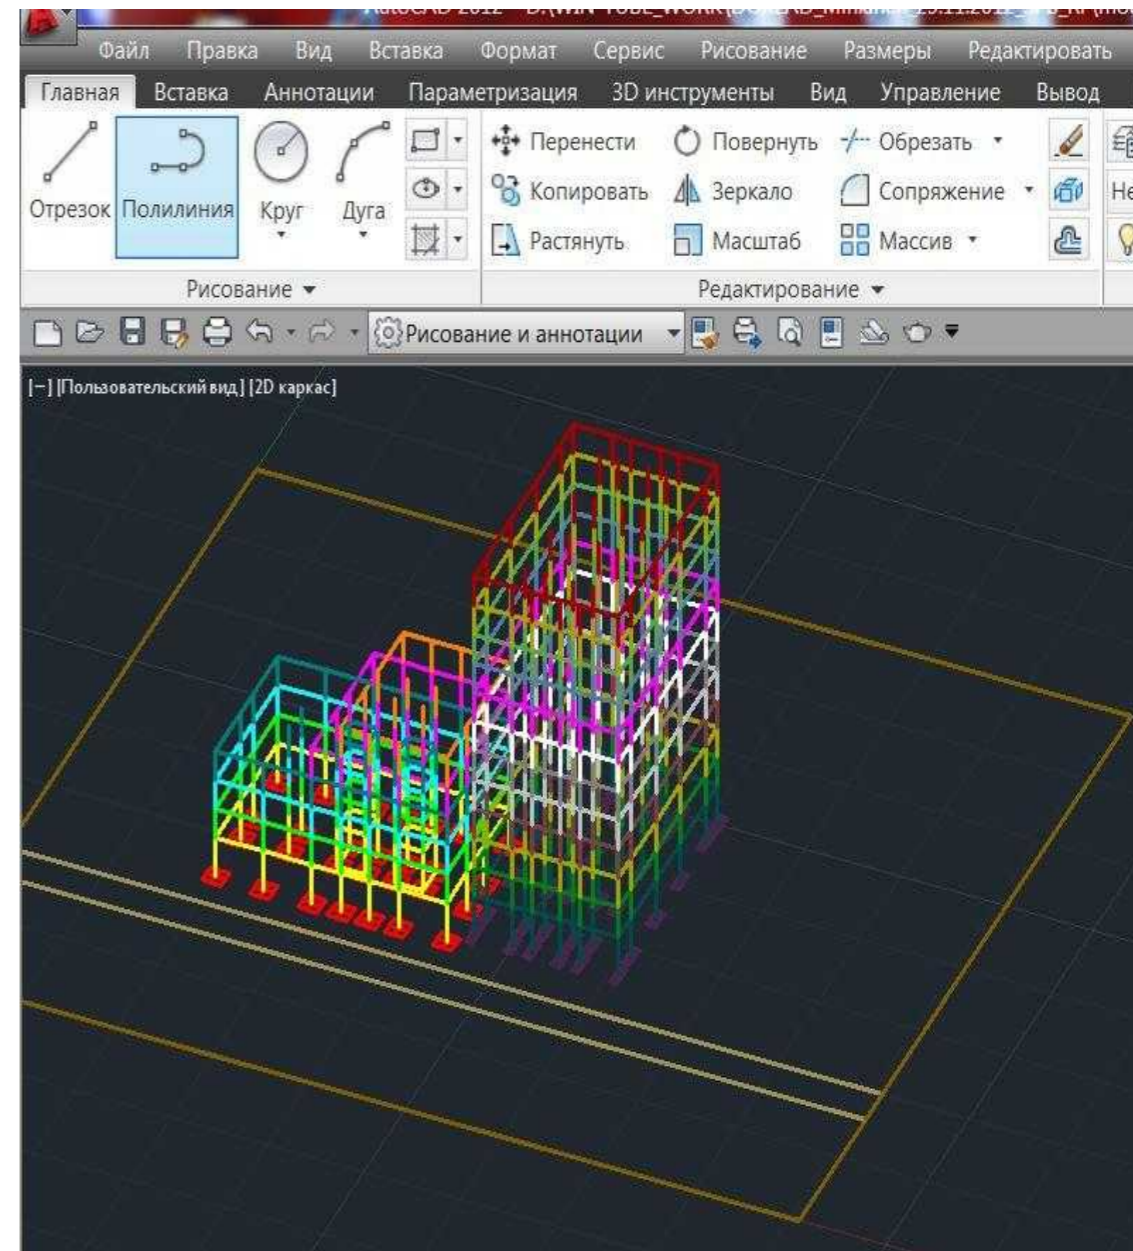 AutoCAD 2012
Файл Правка Вид Вставка Формат Сервис Рисование Размеры Редактировать
Главная Вставка Аннотации Параметризация 3D инструменты Вид Управление Вывод
Перенести Повернуть Обрезать
Копировать Зеркало Сопряжение
Отрезок Полилиния Круг Дуга
Растянуть Масштаб Массив
Рисование Редактирование
Рисование и аннотации
[−] [Пользовательский вид] [2D каркас]